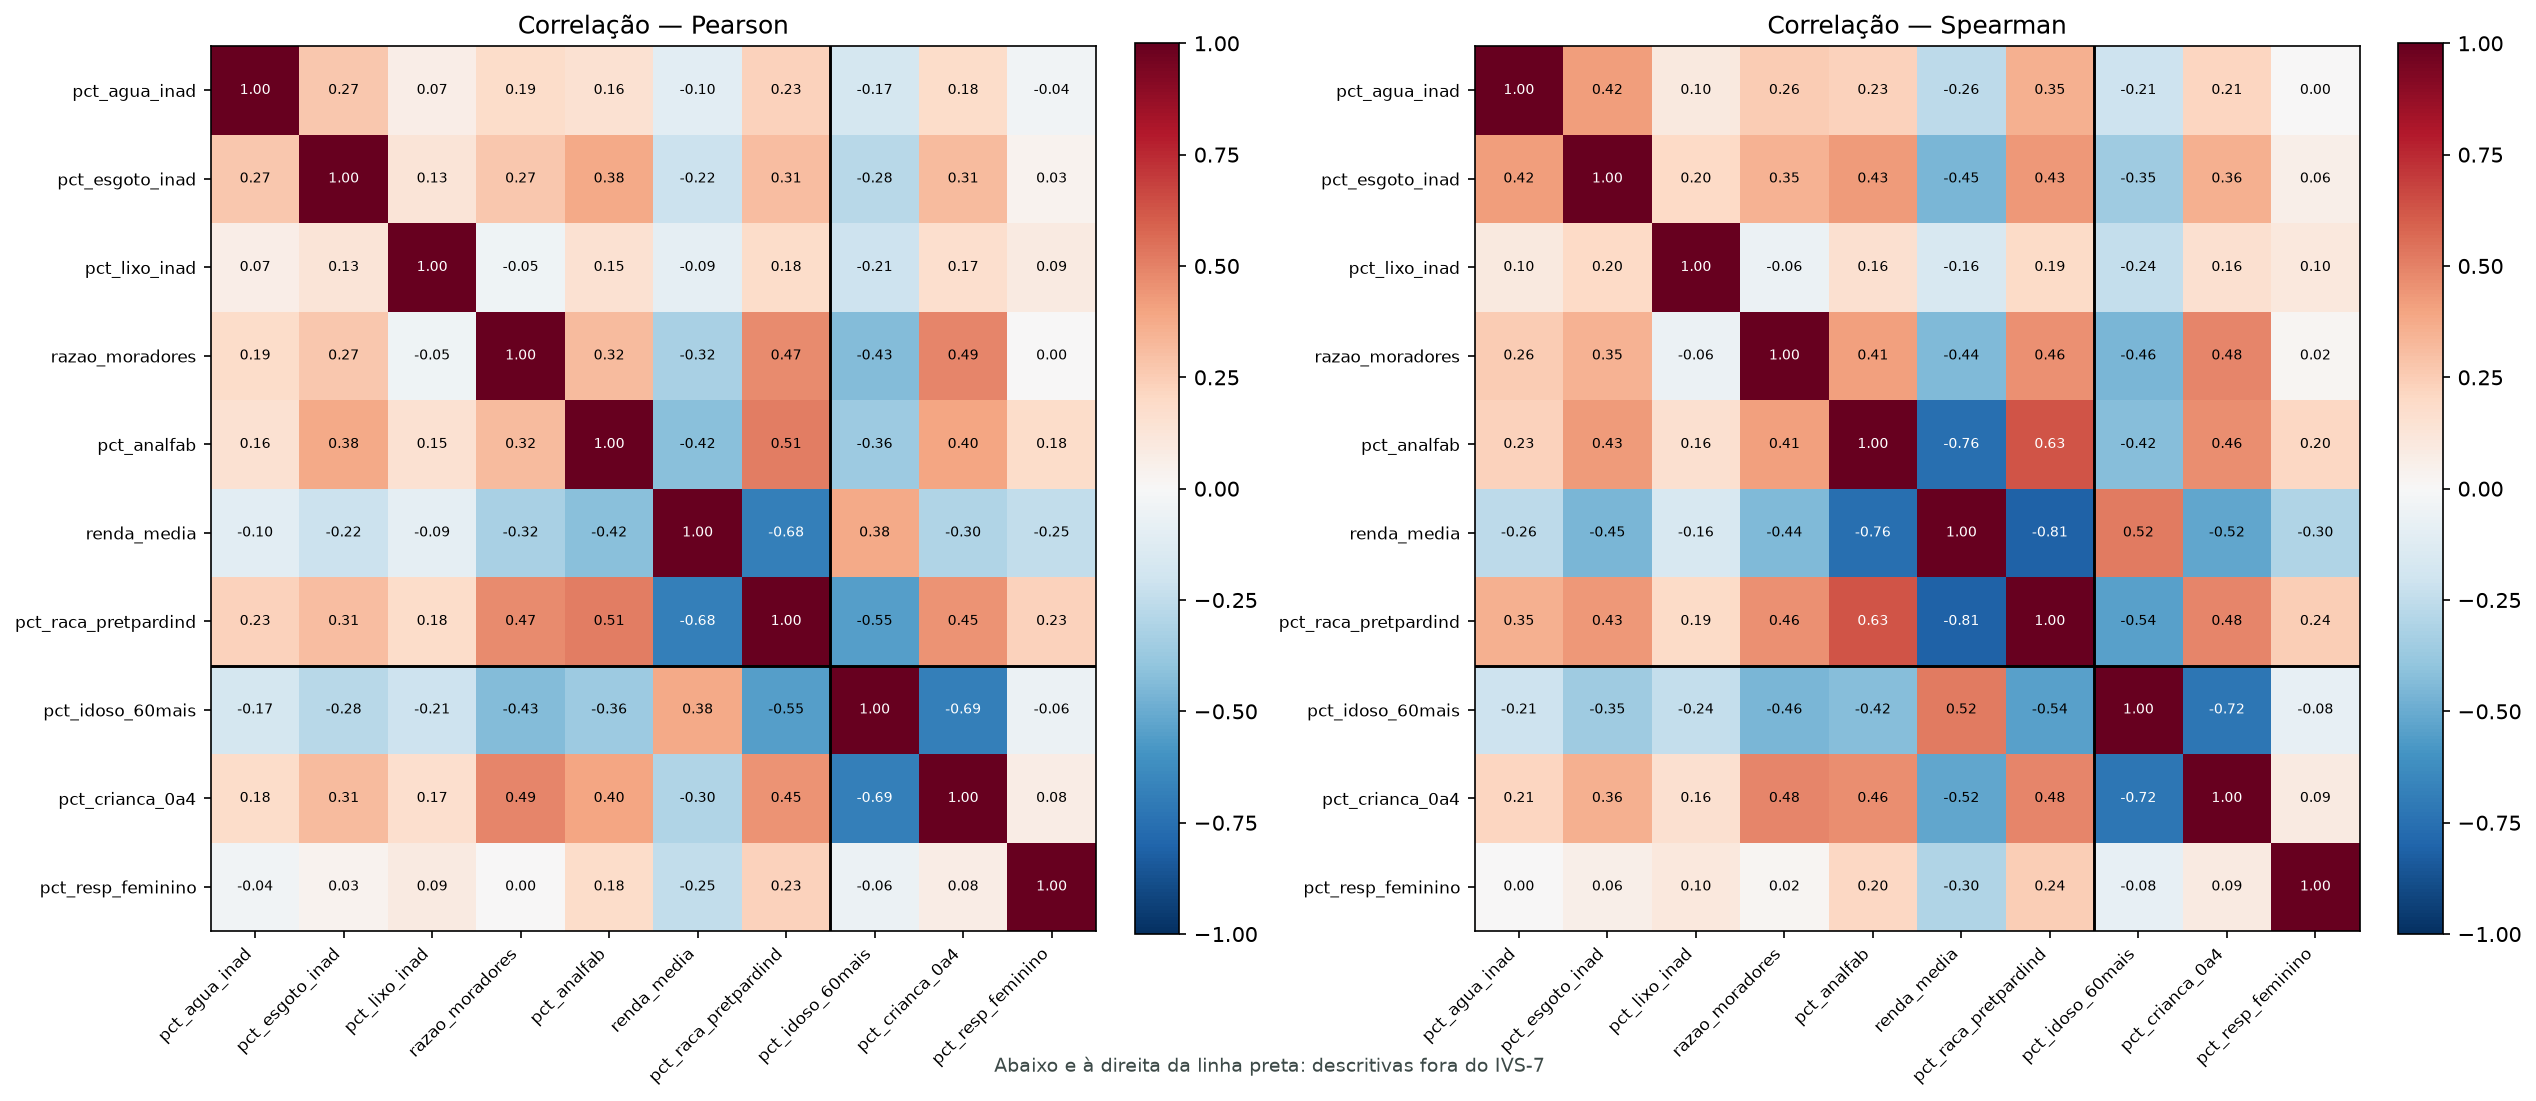 Correlação — Pearson
pct_agua_inad 1.00 0.27 0.07 0.19 0.16 -0.10 0.23 -0.17 0.18 -0.04
pct_esgoto_inad 0.27 1.00 0.13 0.27 0.38 -0.22 0.31 -0.28 0.31 0.03
pct_lixo_inad 0.07 0.13 1.00 -0.05 0.15 -0.09 0.18 -0.21 0.17 0.09
razao_moradores 0.19 0.27 -0.05 1.00 0.32 -0.32 0.47 -0.43 0.49 0.00
pct_analfab 0.16 0.38 0.15 0.32 1.00 -0.42 0.51 -0.36 0.40 0.18
renda_media -0.10 -0.22 -0.09 -0.32 -0.42 1.00 -0.68 0.38 -0.30 -0.25
pct_raca_pretpardind 0.23 0.31 0.18 0.47 0.51 -0.68 1.00 -0.55 0.45 0.23
pct_idoso_60mais -0.17 -0.28 -0.21 -0.43 -0.36 0.38 -0.55 1.00 -0.69 -0.06
pct_crianca_0a4 0.18 0.31 0.17 0.49 0.40 -0.30 0.45 -0.69 1.00 0.08
pct_resp_feminino -0.04 0.03 0.09 0.00 0.18 -0.25 0.23 -0.06 0.08 1.00
pct_agua_inad pct_esgoto_inad pct_lixo_inad razao_moradores pct_analfab renda_media pct_raca_pretpardind pct_idoso_60mais pct_crianca_0a4 pct_resp_feminino
1.00
0.75
0.50
0.25
0.00
−0.25
−0.50
−0.75
−1.00
Correlação — Spearman
pct_agua_inad 1.00 0.42 0.10 0.26 0.23 -0.26 0.35 -0.21 0.21 0.00
pct_esgoto_inad 0.42 1.00 0.20 0.35 0.43 -0.45 0.43 -0.35 0.36 0.06
pct_lixo_inad 0.10 0.20 1.00 -0.06 0.16 -0.16 0.19 -0.24 0.16 0.10
razao_moradores 0.26 0.35 -0.06 1.00 0.41 -0.44 0.46 -0.46 0.48 0.02
pct_analfab 0.23 0.43 0.16 0.41 1.00 -0.76 0.63 -0.42 0.46 0.20
renda_media -0.26 -0.45 -0.16 -0.44 -0.76 1.00 -0.81 0.52 -0.52 -0.30
pct_raca_pretpardind 0.35 0.43 0.19 0.46 0.63 -0.81 1.00 -0.54 0.48 0.24
pct_idoso_60mais -0.21 -0.35 -0.24 -0.46 -0.42 0.52 -0.54 1.00 -0.72 -0.08
pct_crianca_0a4 0.21 0.36 0.16 0.48 0.46 -0.52 0.48 -0.72 1.00 0.09
pct_resp_feminino 0.00 0.06 0.10 0.02 0.20 -0.30 0.24 -0.08 0.09 1.00
pct_agua_inad pct_esgoto_inad pct_lixo_inad razao_moradores pct_analfab renda_media pct_raca_pretpardind pct_idoso_60mais pct_crianca_0a4 pct_resp_feminino
1.00
0.75
0.50
0.25
0.00
−0.25
−0.50
−0.75
−1.00
Abaixo e à direita da linha preta: descritivas fora do IVS-7